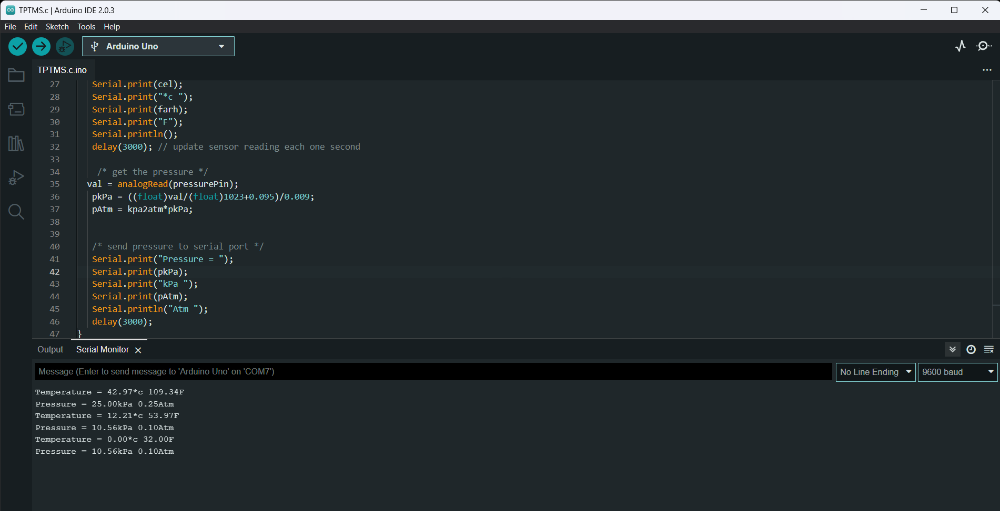 TPTMS.c | Arduino IDE 2.0.3
File Edit Sketch Tools Help
Arduino Uno
TPTMS.c.ino
27 Serial.print(cel);
28 Serial.print("*c ");
29 Serial.print(farh);
30 Serial.print("F");
31 Serial.println();
32 delay(3000); // update sensor reading each one second
33
34 /* get the pressure */
35 val = analogRead(pressurePin);
36 pkPa = ((float)val/(float)1023+0.095)/0.009;
37 pAtm = kpa2atm*pkPa;
38
39
40 /* send pressure to serial port */
41 Serial.print("Pressure = ");
42 Serial.print(pkPa);
43 Serial.print("kPa ");
44 Serial.print(pAtm);
45 Serial.println("Atm ");
46 delay(3000);
47 }
Output Serial Monitor
Message (Enter to send message to 'Arduino Uno' on 'COM7') No Line Ending 9600 baud
Temperature = 42.97*c 109.34F
Pressure = 25.00kPa 0.25Atm
Temperature = 12.21*c 53.97F
Pressure = 10.56kPa 0.10Atm
Temperature = 0.00*c 32.00F
Pressure = 10.56kPa 0.10Atm